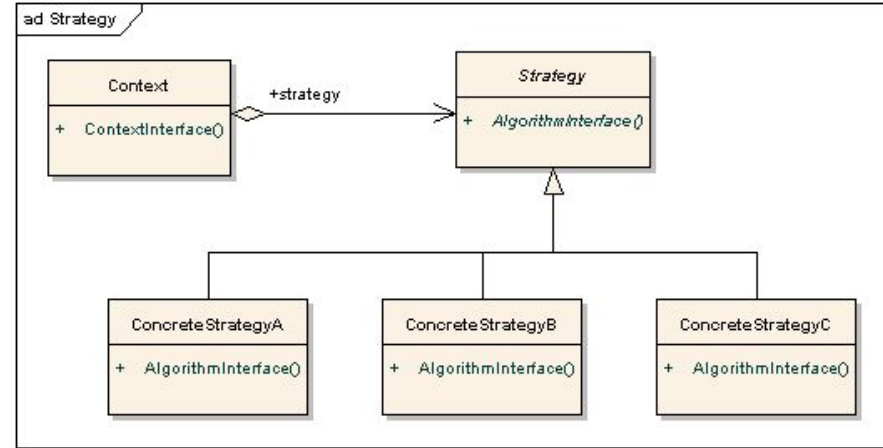 ad Strategy
Context
+ ContextInterface()
+strategy
Strategy
+ AlgorithmInterface()
ConcreteStrategyA
+ AlgorithmInterface()
ConcreteStrategyB
+ AlgorithmInterface()
ConcreteStrategyC
+ AlgorithmInterface()